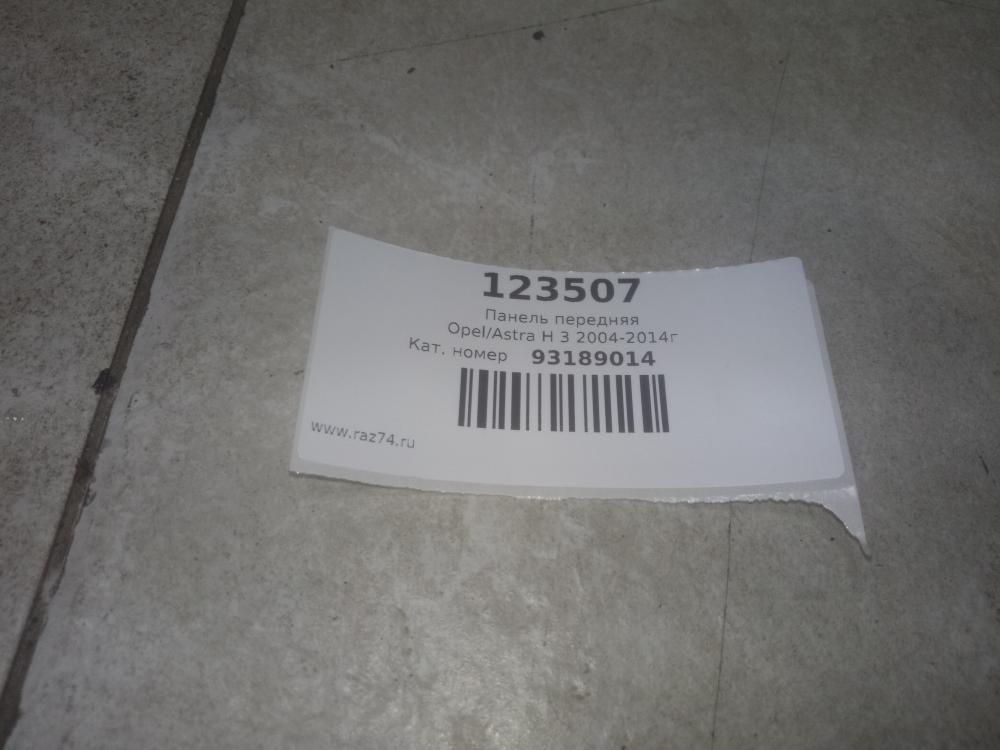 123507
Панель передняя
Opel/Astra H 3 2004-2014г
Кат. номер 93189014
www.raz74.ru